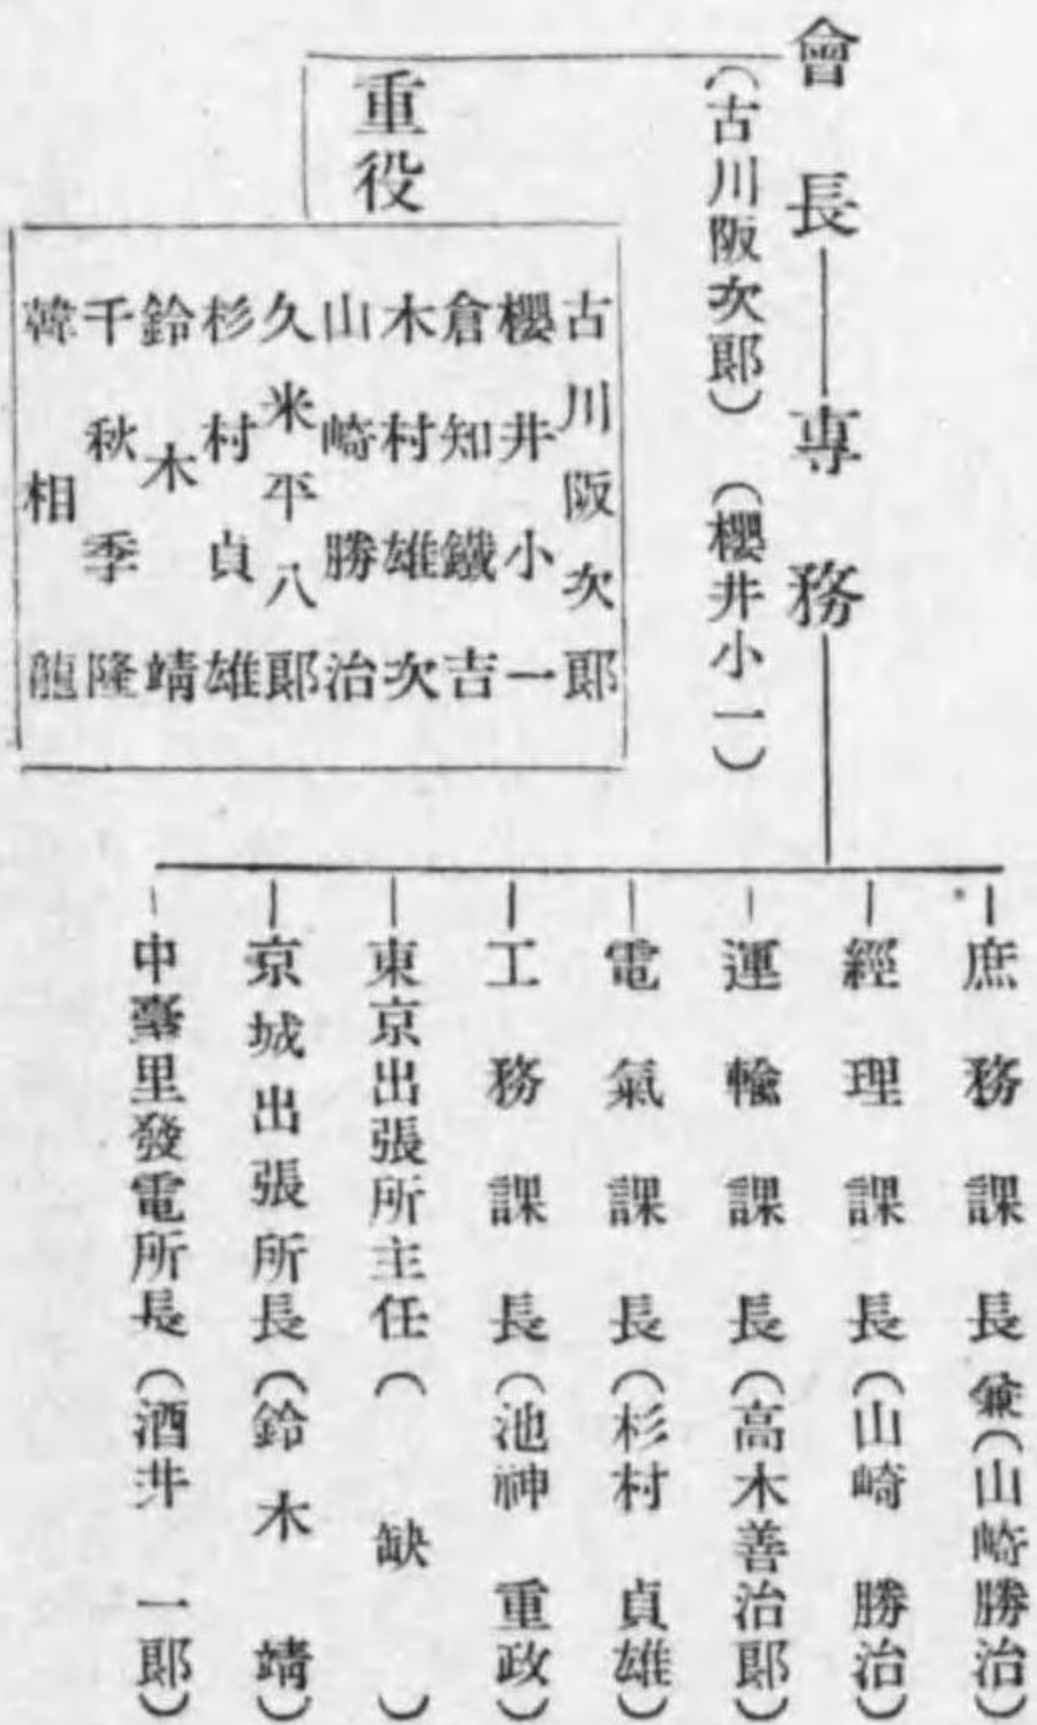 會長―專務
(古川阪次郞)(櫻井小一)
重役
古川阪次郞
櫻井小一
倉知鐵吉
木村雄次
山崎勝治
久米平八郞
杉村貞雄
鈴木靖
千秋季隆
韓相龍
庶務課長兼(山崎勝治)
經理課長(山崎勝治)
運輸課長(高木善治郞)
電氣課長(杉村貞雄)
工務課長(池神重政)
東京出張所主任(缺)
京城出張所長(鈴木靖)
中臺里發電所長(酒井一郞)